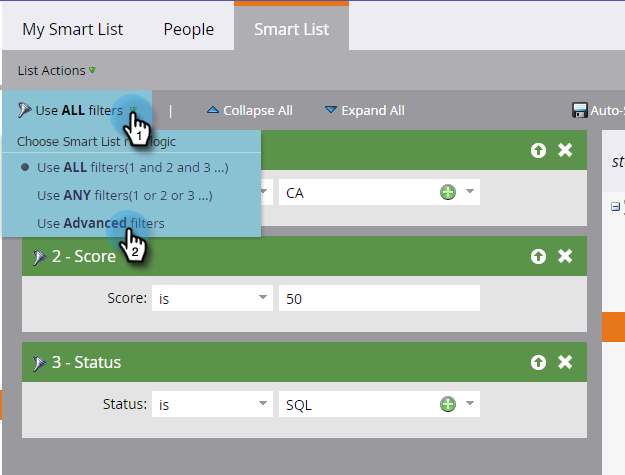 My Smart List People Smart List
List Actions
Use ALL filters | Collapse All Expand All Auto-
1
Choose Smart List logic
Use ALL filters(1 and 2 and 3 ...)
CA
Use ANY filters(1 or 2 or 3 ...)
Use Advanced filters
2
2 - Score
Score: is 50
3 - Status
Status: is SQL